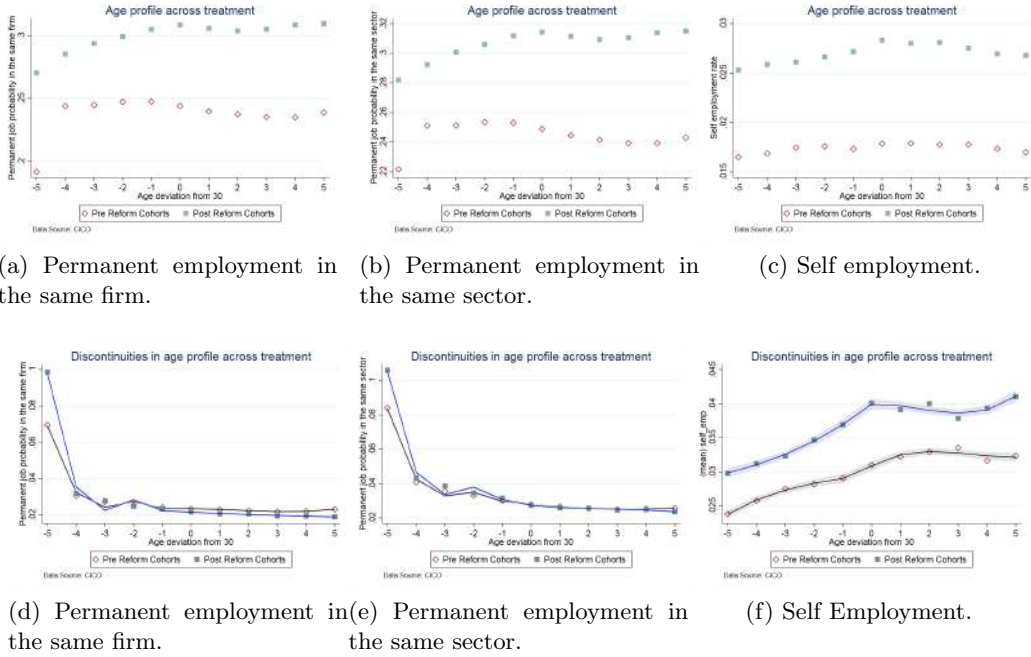 Age profile across treatment
Permanent job probability in the same firm
.2 .25 .3
-5 -4 -3 -2 -1 0 1 2 3 4 5
Age deviation from 30
Pre Reform Cohorts Post Reform Cohorts
Data Source: CICO
(a) Permanent employment in
the same firm.
Age profile across treatment
Permanent job probability in the same sector
.22 .24 .26 .28 .3 .32
-5 -4 -3 -2 -1 0 1 2 3 4 5
Age deviation from 30
Pre Reform Cohorts Post Reform Cohorts
Data Source: CICO
(b) Permanent employment in
the same sector.
Age profile across treatment
Self employment rate
.015 .02 .025 .03
-5 -4 -3 -2 -1 0 1 2 3 4 5
Age deviation from 30
Pre Reform Cohorts Post Reform Cohorts
Data Source: CICO
(c) Self employment.
Discontinuities in age profile across treatment
Permanent job probability in the same firm
.02 .04 .06 .08 .1
-5 -4 -3 -2 -1 0 1 2 3 4 5
Age deviation from 30
Pre Reform Cohorts Post Reform Cohorts
Data Source: CICO
(d) Permanent employment in
the same firm.
Discontinuities in age profile across treatment
Permanent job probability in the same sector
.02 .04 .06 .08 .1
-5 -4 -3 -2 -1 0 1 2 3 4 5
Age deviation from 30
Pre Reform Cohorts Post Reform Cohorts
Data Source: CICO
(e) Permanent employment in
the same sector.
Discontinuities in age profile across treatment
(mean) self_emp
.025 .03 .035 .04 .045
-5 -4 -3 -2 -1 0 1 2 3 4 5
Age deviation from 30
Pre Reform Cohorts Post Reform Cohorts
Data Source: CICO
(f) Self Employment.